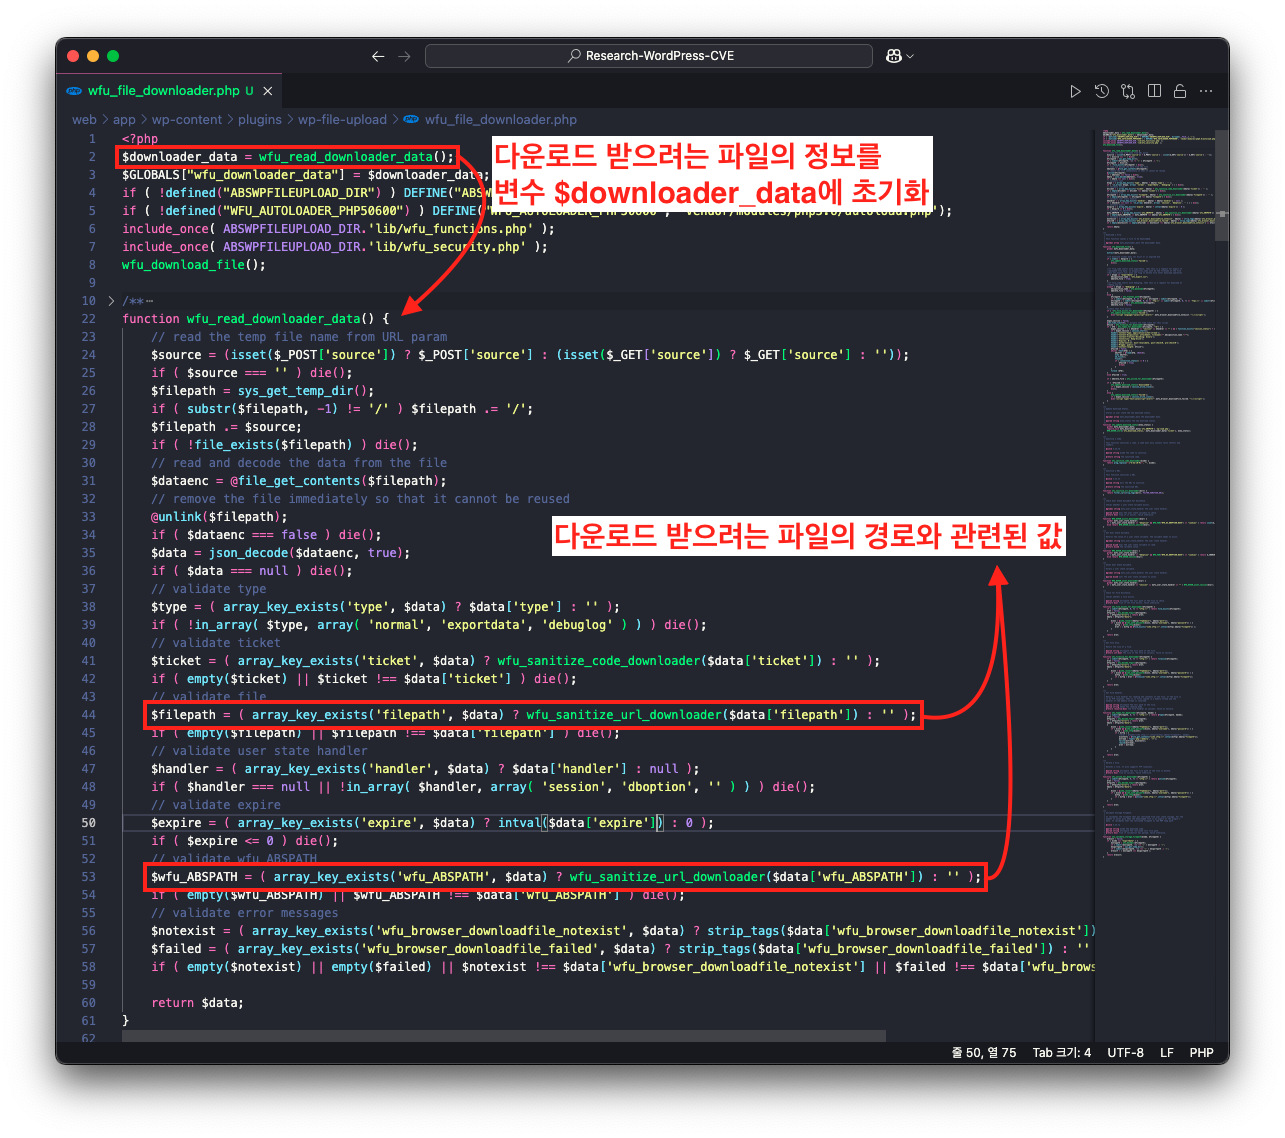 Research-WordPress-CVE
wfu_file_downloader.php U
web > app > wp-content > plugins > wp-file-upload > wfu_file_downloader.php
1 <?php
2 $downloader_data = wfu_read_downloader_data();
다운로드 받으려는 파일의 정보를
변수 $downloader_data에 초기화
3 $GLOBALS["wfu_downloader_data"] = $downloader_data;
4 if ( !defined("ABSWPFILEUPLOAD_DIR") ) DEFINE("ABSW
5 if ( !defined("WFU_AUTOLOADER_PHP50600") ) DEFINE("WFU_AUTOLOADER_PHP50600", 'vendor/modules/php5.6/autoload.php');
6 include_once( ABSWPFILEUPLOAD_DIR.'lib/wfu_functions.php' );
7 include_once( ABSWPFILEUPLOAD_DIR.'lib/wfu_security.php' );
8 wfu_download_file();
9
10 /** ⋯
22 function wfu_read_downloader_data() {
23 // read the temp file name from URL param
24 $source = (isset($_POST['source']) ? $_POST['source'] : (isset($_GET['source']) ? $_GET['source'] : ''));
25 if ( $source === '' ) die();
26 $filepath = sys_get_temp_dir();
27 if ( substr($filepath, -1) != '/' ) $filepath .= '/';
28 $filepath .= $source;
29 if ( !file_exists($filepath) ) die();
30 // read and decode the data from the file
31 $dataenc = @file_get_contents($filepath);
32 // remove the file immediately so that it cannot be reused
33 @unlink($filepath);
34 if ( $dataenc === false ) die();
다운로드 받으려는 파일의 경로와 관련된 값
35 $data = json_decode($dataenc, true);
36 if ( $data === null ) die();
37 // validate type
38 $type = ( array_key_exists('type', $data) ? $data['type'] : '' );
39 if ( !in_array( $type, array( 'normal', 'exportdata', 'debuglog' ) ) ) die();
40 // validate ticket
41 $ticket = ( array_key_exists('ticket', $data) ? wfu_sanitize_code_downloader($data['ticket']) : '' );
42 if ( empty($ticket) || $ticket !== $data['ticket'] ) die();
43 // validate file
44 $filepath = ( array_key_exists('filepath', $data) ? wfu_sanitize_url_downloader($data['filepath']) : '' );
45 if ( empty($filepath) || $filepath !== $data['filepath'] ) die();
46 // validate user state handler
47 $handler = ( array_key_exists('handler', $data) ? $data['handler'] : null );
48 if ( $handler === null || !in_array( $handler, array( 'session', 'dboption', '' ) ) ) die();
49 // validate expire
50 $expire = ( array_key_exists('expire', $data) ? intval($data['expire']) : 0 );
51 if ( $expire <= 0 ) die();
52 // validate wfu_ABSPATH
53 $wfu_ABSPATH = ( array_key_exists('wfu_ABSPATH', $data) ? wfu_sanitize_url_downloader($data['wfu_ABSPATH']) : '' );
54 if ( empty($wfu_ABSPATH) || $wfu_ABSPATH !== $data['wfu_ABSPATH'] ) die();
55 // validate error messages
56 $notexist = ( array_key_exists('wfu_browser_downloadfile_notexist', $data) ? strip_tags($data['wfu_browser_downloadfile_notexist'])
57 $failed = ( array_key_exists('wfu_browser_downloadfile_failed', $data) ? strip_tags($data['wfu_browser_downloadfile_failed']) : ''
58 if ( empty($notexist) || empty($failed) || $notexist !== $data['wfu_browser_downloadfile_notexist'] || $failed !== $data['wfu_brows
59
60 return $data;
61 }
62
줄 50, 열 75 Tab 크기: 4 UTF-8 LF PHP